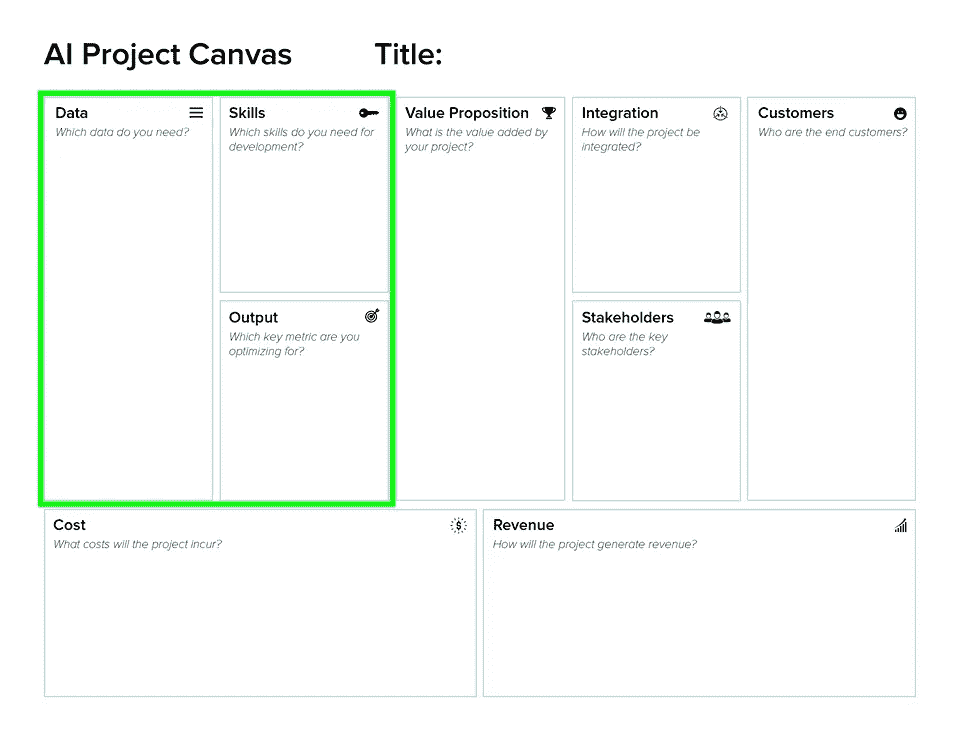 AI Project Canvas
Title:
Data
Which data do you need?
Skills
Which skills do you need for
development?
Output
Which key metric are you
optimizing for?
Value Proposition
What is the value added by
your project?
Integration
How will the project be
integrated?
Stakeholders
Who are the key
stakeholders?
Customers
Who are the end customers?
Cost
What costs will the project incur?
$
Revenue
How will the project generate revenue?